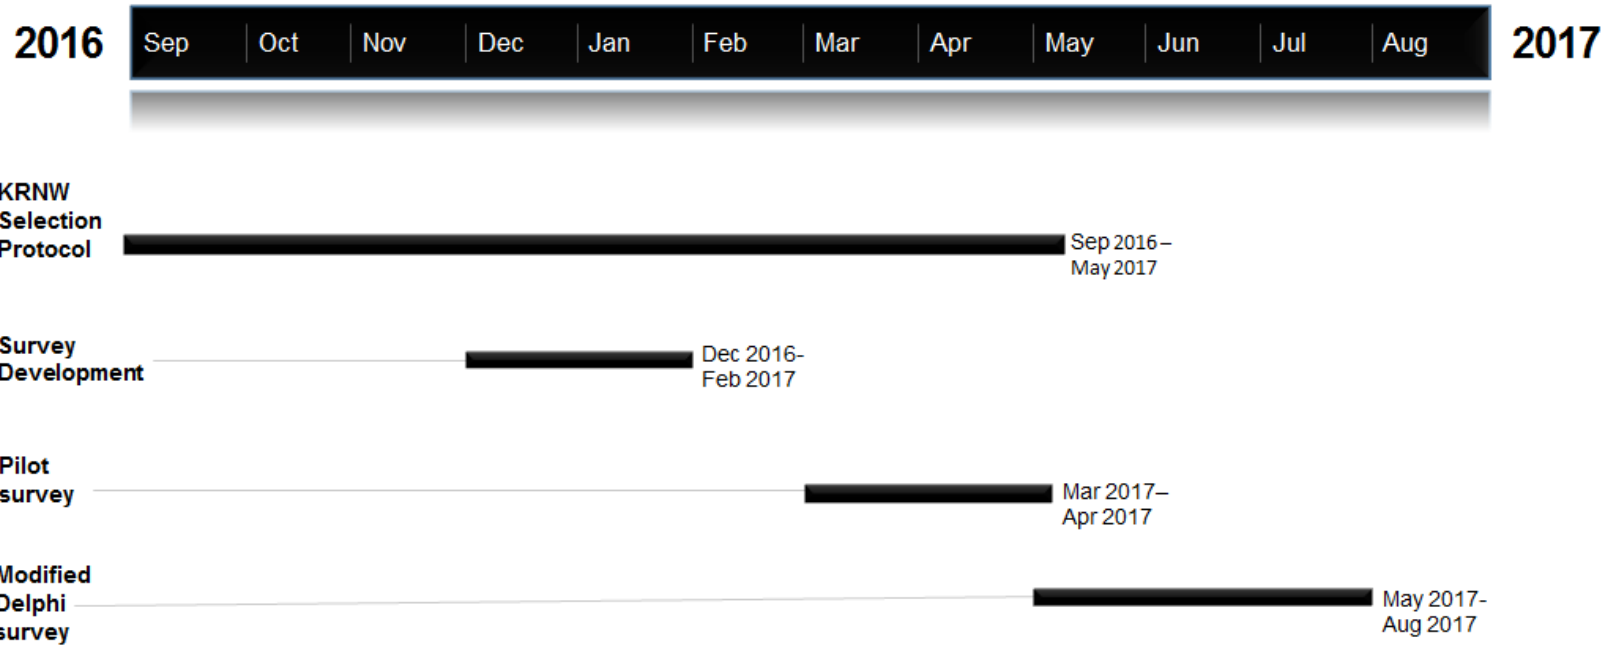 2016 Sep Oct Nov Dec Jan Feb Mar Apr May Jun Jul Aug 2017
KRNW
Selection
Protocol
Sep 2016–
May 2017
Survey
Development
Dec 2016-
Feb 2017
Pilot
survey
Mar 2017–
Apr 2017
Modified
Delphi
survey
May 2017-
Aug 2017